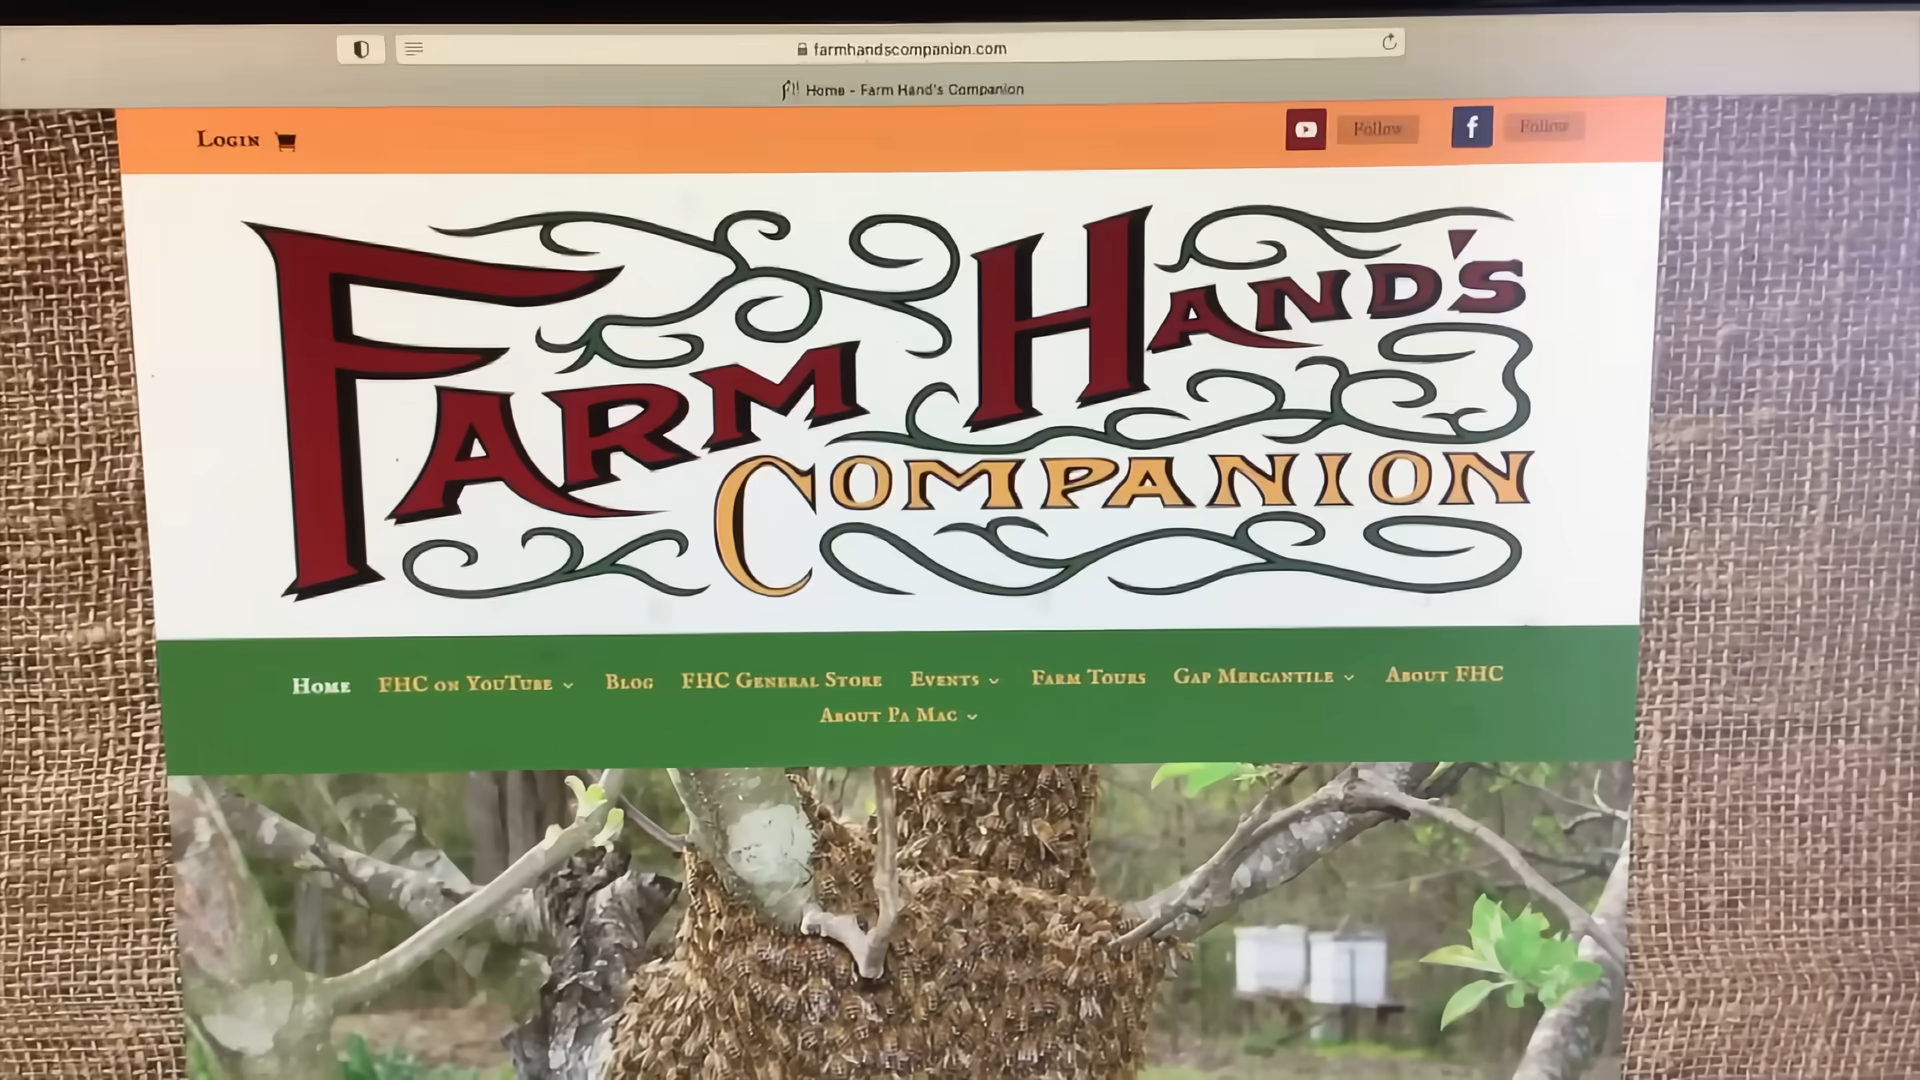 farmhandscompanion.com
Home - Farm Hand's Companion
Login
Follow
f
Follow
Farm Hand's
Companion
Home FHC on YouTube Blog FHC General Store Events Farm Tours Gap Mercantile About FHC
About Pa Mac